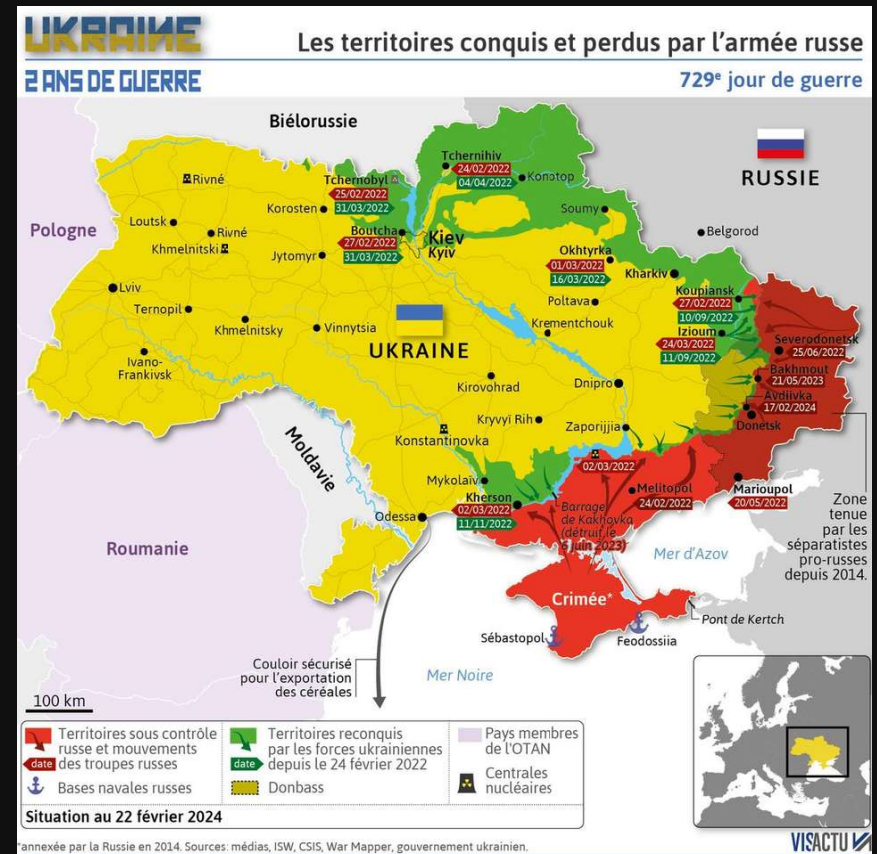 UKRAINE
2 ANS DE GUERRE
Les territoires conquis et perdus par l'armée russe
729e jour de guerre
Biélorussie
RUSSIE
Pologne
Tchernihiv
24/02/2022
04/04/2022
Konotop
Rivné
Tchernobyl
25/02/2022
31/03/2022
Korosten
Soumy
Loutsk
Rivné
Boutcha
27/02/2022
31/03/2022
Kiev
Kyiv
Belgorod
Khmelnitski
Jytomyr
Okhtyrka
01/03/2022
16/03/2022
Kharkiv
Lviv
Koupiansk
27/02/2022
10/09/2022
Ternopil
Poltava
Khmelnitsky
Vinnytsia
Krementchouk
Izioum
24/03/2022
11/09/2022
Severodonetsk
25/06/2022
UKRAINE
Ivano-
Frankivsk
Bakhmout
21/05/2023
Kirovohrad
Dnipro
Avdiivka
17/02/2024
Donetsk
Kryvyï Rih
Zaporijjia
Konstantinovka
Moldavie
02/03/2022
Mykolaïv
Melitopol
24/02/2022
Marioupol
20/05/2022
Kherson
02/03/2022
11/11/2022
Odessa
Barrage
de Kakhovka
(détruit le
6 juin 2023)
Zone
tenue
par les
séparatistes
pro-russes
depuis 2014.
Roumanie
Mer d'Azov
Crimée*
Pont de Kertch
Sébastopol
Feodossiia
Couloir sécurisé
pour l'exportation
des céréales
Mer Noire
100 km
Territoires sous contrôle
russe et mouvements
date des troupes russes
Bases navales russes
Territoires reconquis
par les forces ukrainiennes
date depuis le 24 février 2022
Donbass
Pays membres
de l'OTAN
Centrales
nucléaires
Situation au 22 février 2024
*annexée par la Russie en 2014. Sources: médias, ISW, CSIS, War Mapper, gouvernement ukrainien.
VISACTU